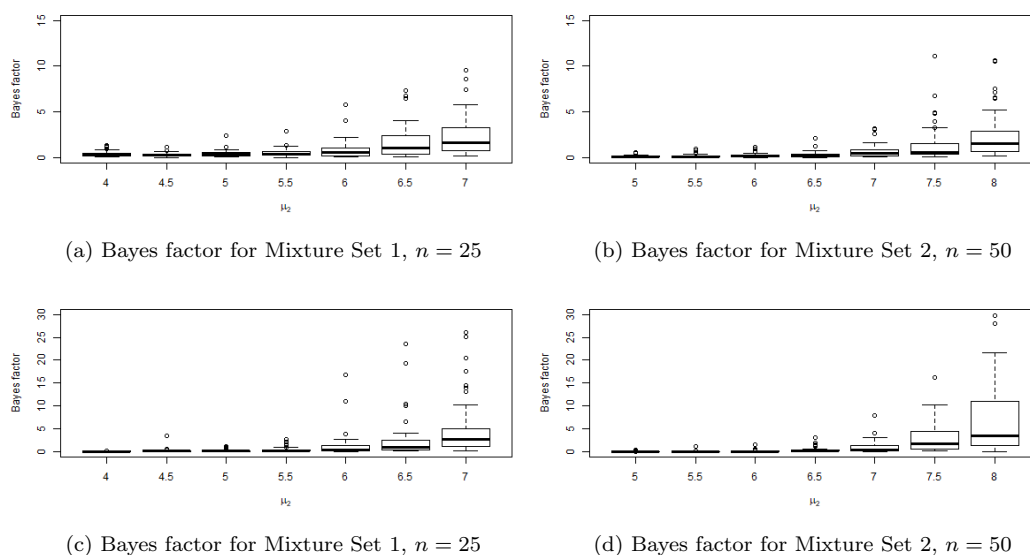 15
10
5
0
Bayes factor
4 4.5 5 5.5 6 6.5 7
μ2
(a) Bayes factor for Mixture Set 1, n = 25
15
10
5
0
Bayes factor
5 5.5 6 6.5 7 7.5 8
μ2
(b) Bayes factor for Mixture Set 2, n = 50
30
25
20
15
10
5
0
Bayes factor
4 4.5 5 5.5 6 6.5 7
μ2
(c) Bayes factor for Mixture Set 1, n = 25
30
25
20
15
10
5
0
Bayes factor
5 5.5 6 6.5 7 7.5 8
μ2
(d) Bayes factor for Mixture Set 2, n = 50